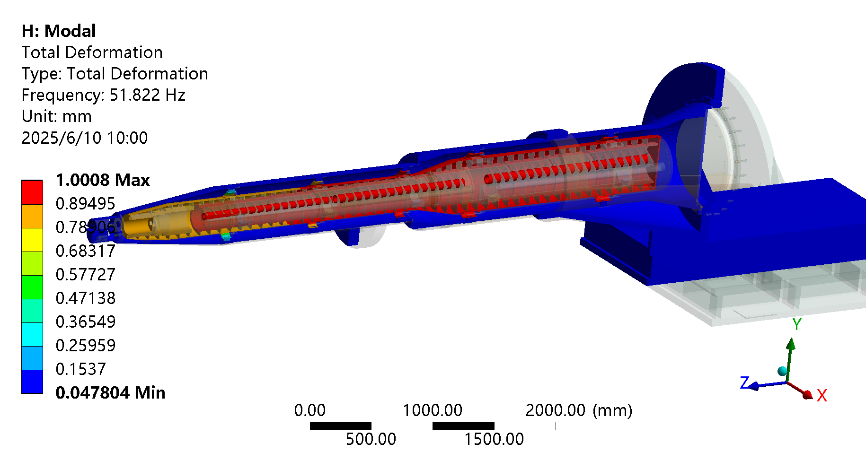 H: Modal
Total Deformation
Type: Total Deformation
Frequency: 51.822 Hz
Unit: mm
2025/6/10 10:00
1.0008 Max
0.89495
0.68317
0.57727
0.47138
0.36549
0.25959
0.1537
0.047804 Min
Y
Z
X
0.00 1000.00 2000.00 (mm)
500.00 1500.00